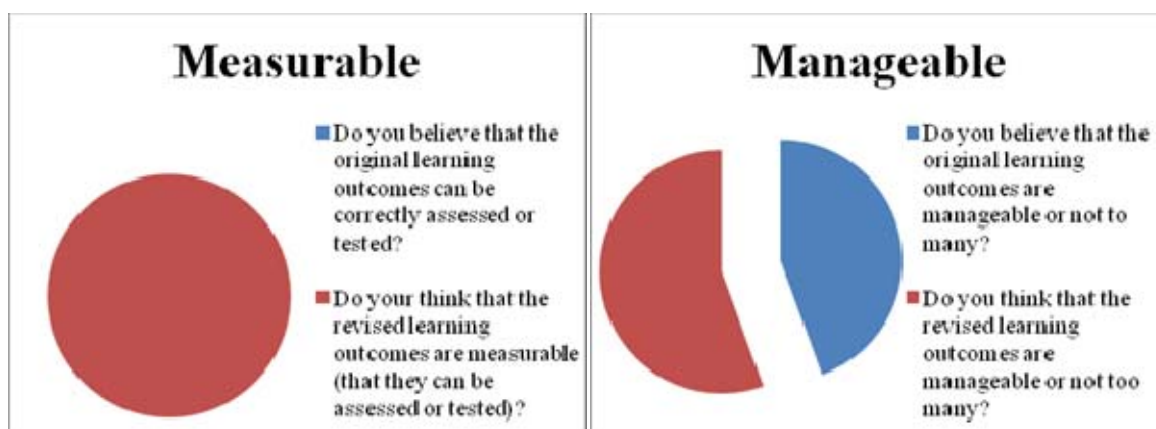 Measurable
Do you believe that the
original learning
outcomes can be
correctly assessed or
tested?
Do your think that the
revised learning
outcomes are measurable
(that they can be
assessed or tested)?
Manageable
Do you believe that the
original learning
outcomes are
manageable or not to
many?
Do you think that the
revised learning
outcomes are
manageable or not too
many?